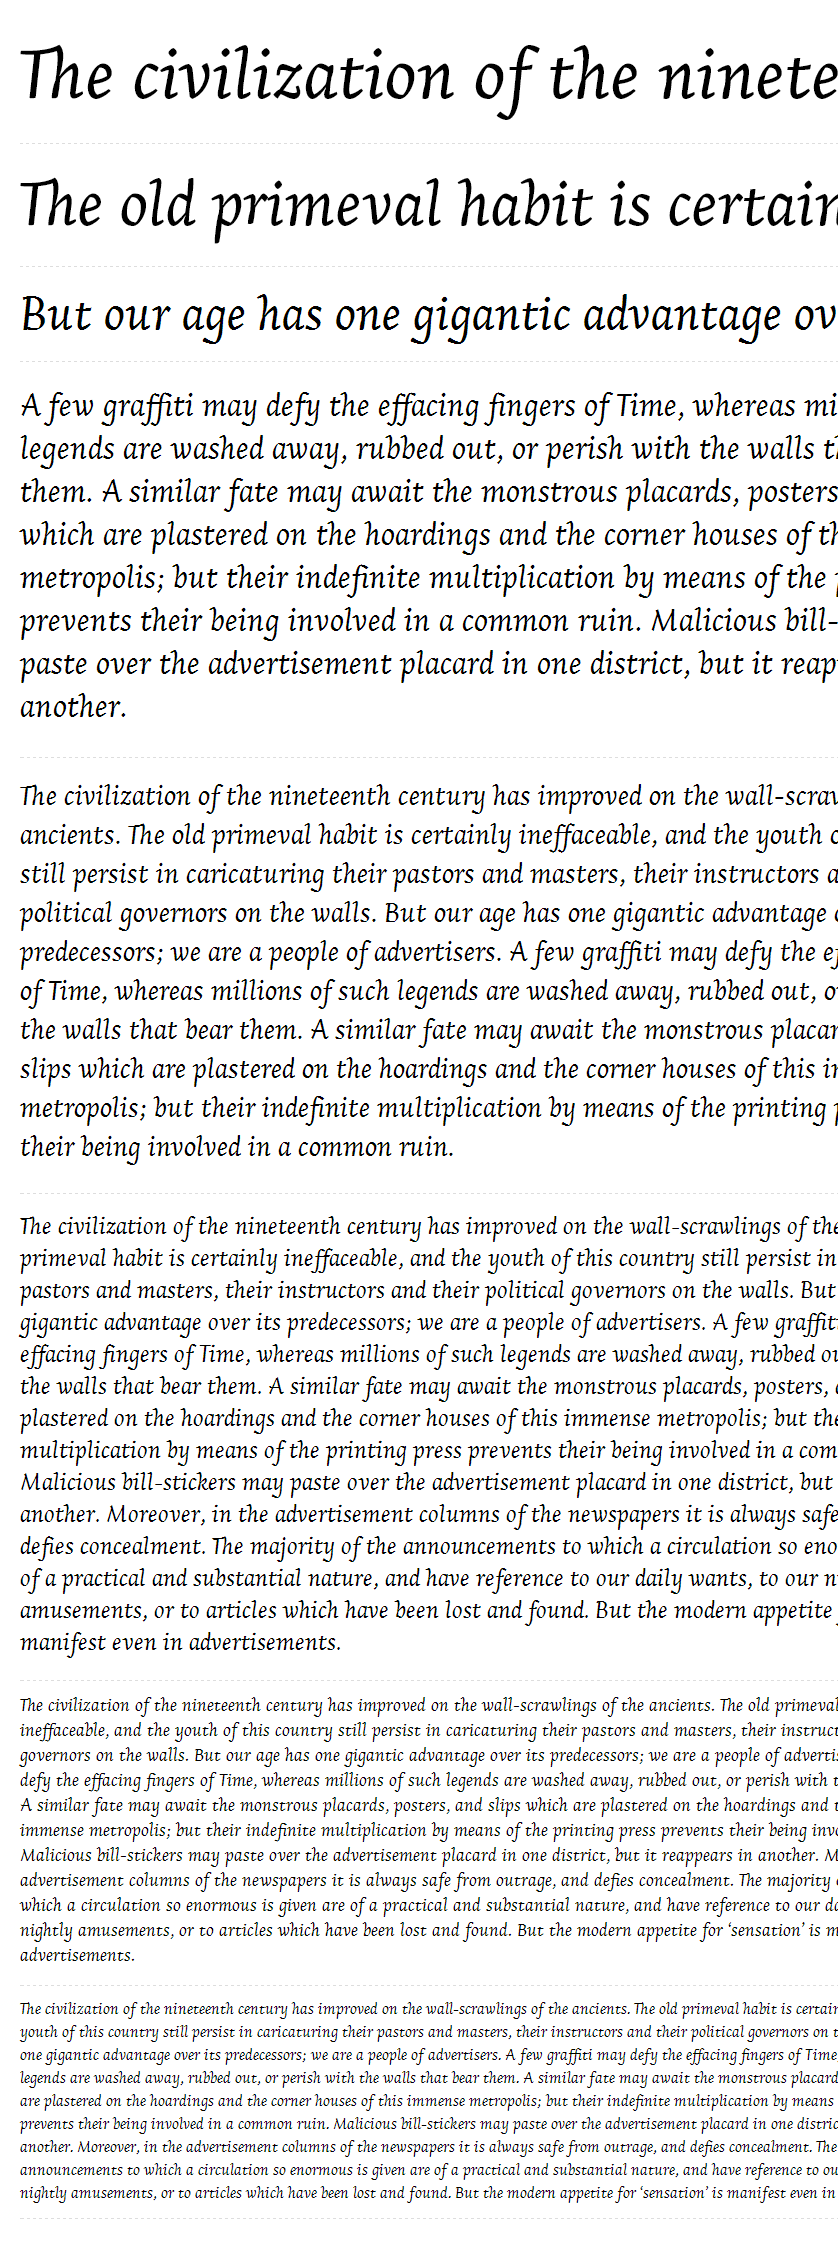 The civilization of the ninete
The old primeval habit is certain
But our age has one gigantic advantage ov
A few graffiti may defy the effacing fingers of Time, whereas mi
legends are washed away, rubbed out, or perish with the walls th
them. A similar fate may await the monstrous placards, posters
which are plastered on the hoardings and the corner houses of th
metropolis; but their indefinite multiplication by means of the p
prevents their being involved in a common ruin. Malicious bill-
paste over the advertisement placard in one district, but it reap
another.
The civilization of the nineteenth century has improved on the wall-scraw
ancients. The old primeval habit is certainly ineffaceable, and the youth o
still persist in caricaturing their pastors and masters, their instructors a
political governors on the walls. But our age has one gigantic advantage o
predecessors; we are a people of advertisers. A few graffiti may defy the ef
of Time, whereas millions of such legends are washed away, rubbed out, o
the walls that bear them. A similar fate may await the monstrous placar
slips which are plastered on the hoardings and the corner houses of this im
metropolis; but their indefinite multiplication by means of the printing p
their being involved in a common ruin.
The civilization of the nineteenth century has improved on the wall-scrawlings of the
primeval habit is certainly ineffaceable, and the youth of this country still persist in
pastors and masters, their instructors and their political governors on the walls. But
gigantic advantage over its predecessors; we are a people of advertisers. A few graffiti
effacing fingers of Time, whereas millions of such legends are washed away, rubbed ou
the walls that bear them. A similar fate may await the monstrous placards, posters, a
plastered on the hoardings and the corner houses of this immense metropolis; but the
multiplication by means of the printing press prevents their being involved in a com
Malicious bill-stickers may paste over the advertisement placard in one district, but
another. Moreover, in the advertisement columns of the newspapers it is always safe
defies concealment. The majority of the announcements to which a circulation so eno
of a practical and substantial nature, and have reference to our daily wants, to our ni
amusements, or to articles which have been lost and found. But the modern appetite f
manifest even in advertisements.
The civilization of the nineteenth century has improved on the wall-scrawlings of the ancients. The old primeval
ineffaceable, and the youth of this country still persist in caricaturing their pastors and masters, their instruct
governors on the walls. But our age has one gigantic advantage over its predecessors; we are a people of advertis
defy the effacing fingers of Time, whereas millions of such legends are washed away, rubbed out, or perish with t
A similar fate may await the monstrous placards, posters, and slips which are plastered on the hoardings and t
immense metropolis; but their indefinite multiplication by means of the printing press prevents their being invo
Malicious bill-stickers may paste over the advertisement placard in one district, but it reappears in another. M
advertisement columns of the newspapers it is always safe from outrage, and defies concealment. The majority o
which a circulation so enormous is given are of a practical and substantial nature, and have reference to our da
nightly amusements, or to articles which have been lost and found. But the modern appetite for ‘sensation’ is m
advertisements.
The civilization of the nineteenth century has improved on the wall-scrawlings of the ancients. The old primeval habit is certain
youth of this country still persist in caricaturing their pastors and masters, their instructors and their political governors on t
one gigantic advantage over its predecessors; we are a people of advertisers. A few graffiti may defy the effacing fingers of Time,
legends are washed away, rubbed out, or perish with the walls that bear them. A similar fate may await the monstrous placard
are plastered on the hoardings and the corner houses of this immense metropolis; but their indefinite multiplication by means
prevents their being involved in a common ruin. Malicious bill-stickers may paste over the advertisement placard in one distric
another. Moreover, in the advertisement columns of the newspapers it is always safe from outrage, and defies concealment. The
announcements to which a circulation so enormous is given are of a practical and substantial nature, and have reference to ou
nightly amusements, or to articles which have been lost and found. But the modern appetite for ‘sensation’ is manifest even in